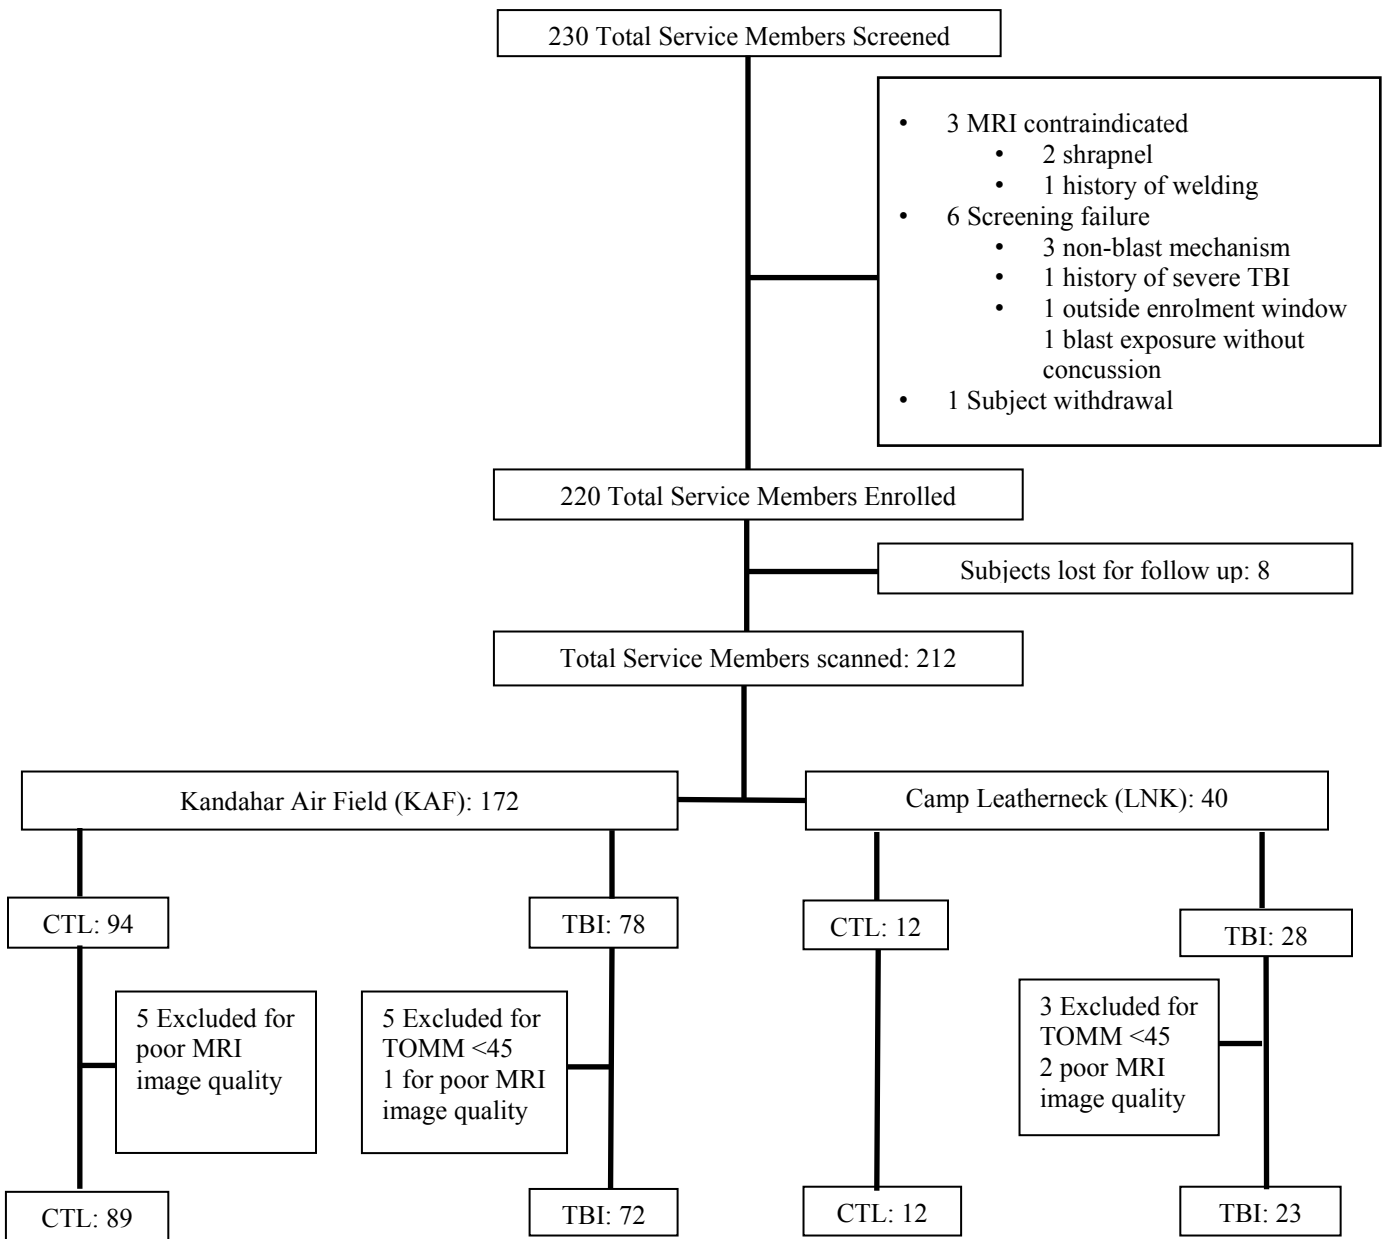 230 Total Service Members Screened
• 3 MRI contraindicated
• 2 shrapnel
• 1 history of welding
• 6 Screening failure
• 3 non-blast mechanism
• 1 history of severe TBI
• 1 outside enrolment window
1 blast exposure without
concussion
• 1 Subject withdrawal
220 Total Service Members Enrolled
Subjects lost for follow up: 8
Total Service Members scanned: 212
Kandahar Air Field (KAF): 172
Camp Leatherneck (LNK): 40
CTL: 94
TBI: 78
CTL: 12
TBI: 28
5 Excluded for
poor MRI
image quality
5 Excluded for
TOMM <45
1 for poor MRI
image quality
3 Excluded for
TOMM <45
2 poor MRI
image quality
CTL: 89
TBI: 72
CTL: 12
TBI: 23